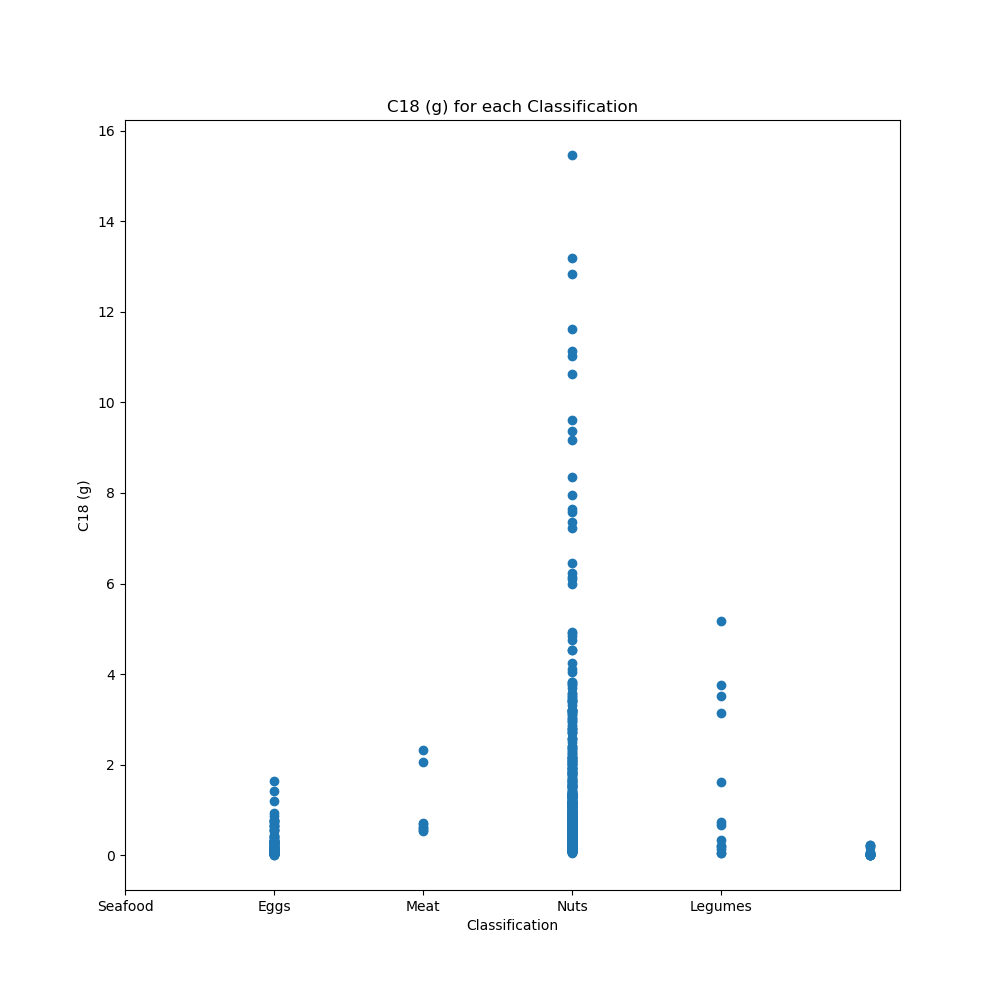 C18 (g) for each Classification
16
14
12
10
8
6
4
2
0
C18 (g)
Seafood Eggs Meat Nuts Legumes
Classification